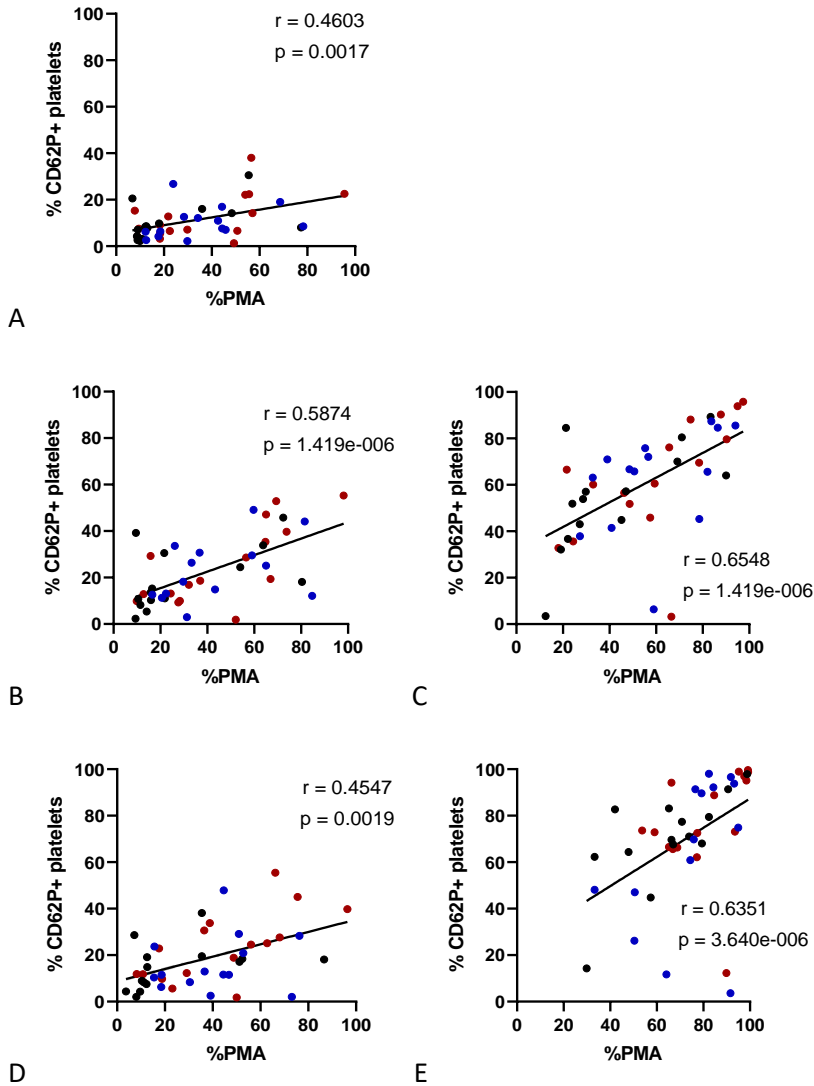 r = 0.4603
p = 0.0017
% CD62P+ platelets
100
80
60
40
20
0
0 20 40 60 80 100
%PMA
A
r = 0.5874
p = 1.419e-006
% CD62P+ platelets
100
80
60
40
20
0
0 20 40 60 80 100
%PMA
B
r = 0.6548
p = 1.419e-006
% CD62P+ platelets
100
80
60
40
20
0
0 20 40 60 80 100
%PMA
C
r = 0.4547
p = 0.0019
% CD62P+ platelets
100
80
60
40
20
0
0 20 40 60 80 100
%PMA
D
r = 0.6351
p = 3.640e-006
% CD62P+ platelets
100
80
60
40
20
0
0 20 40 60 80 100
%PMA
E